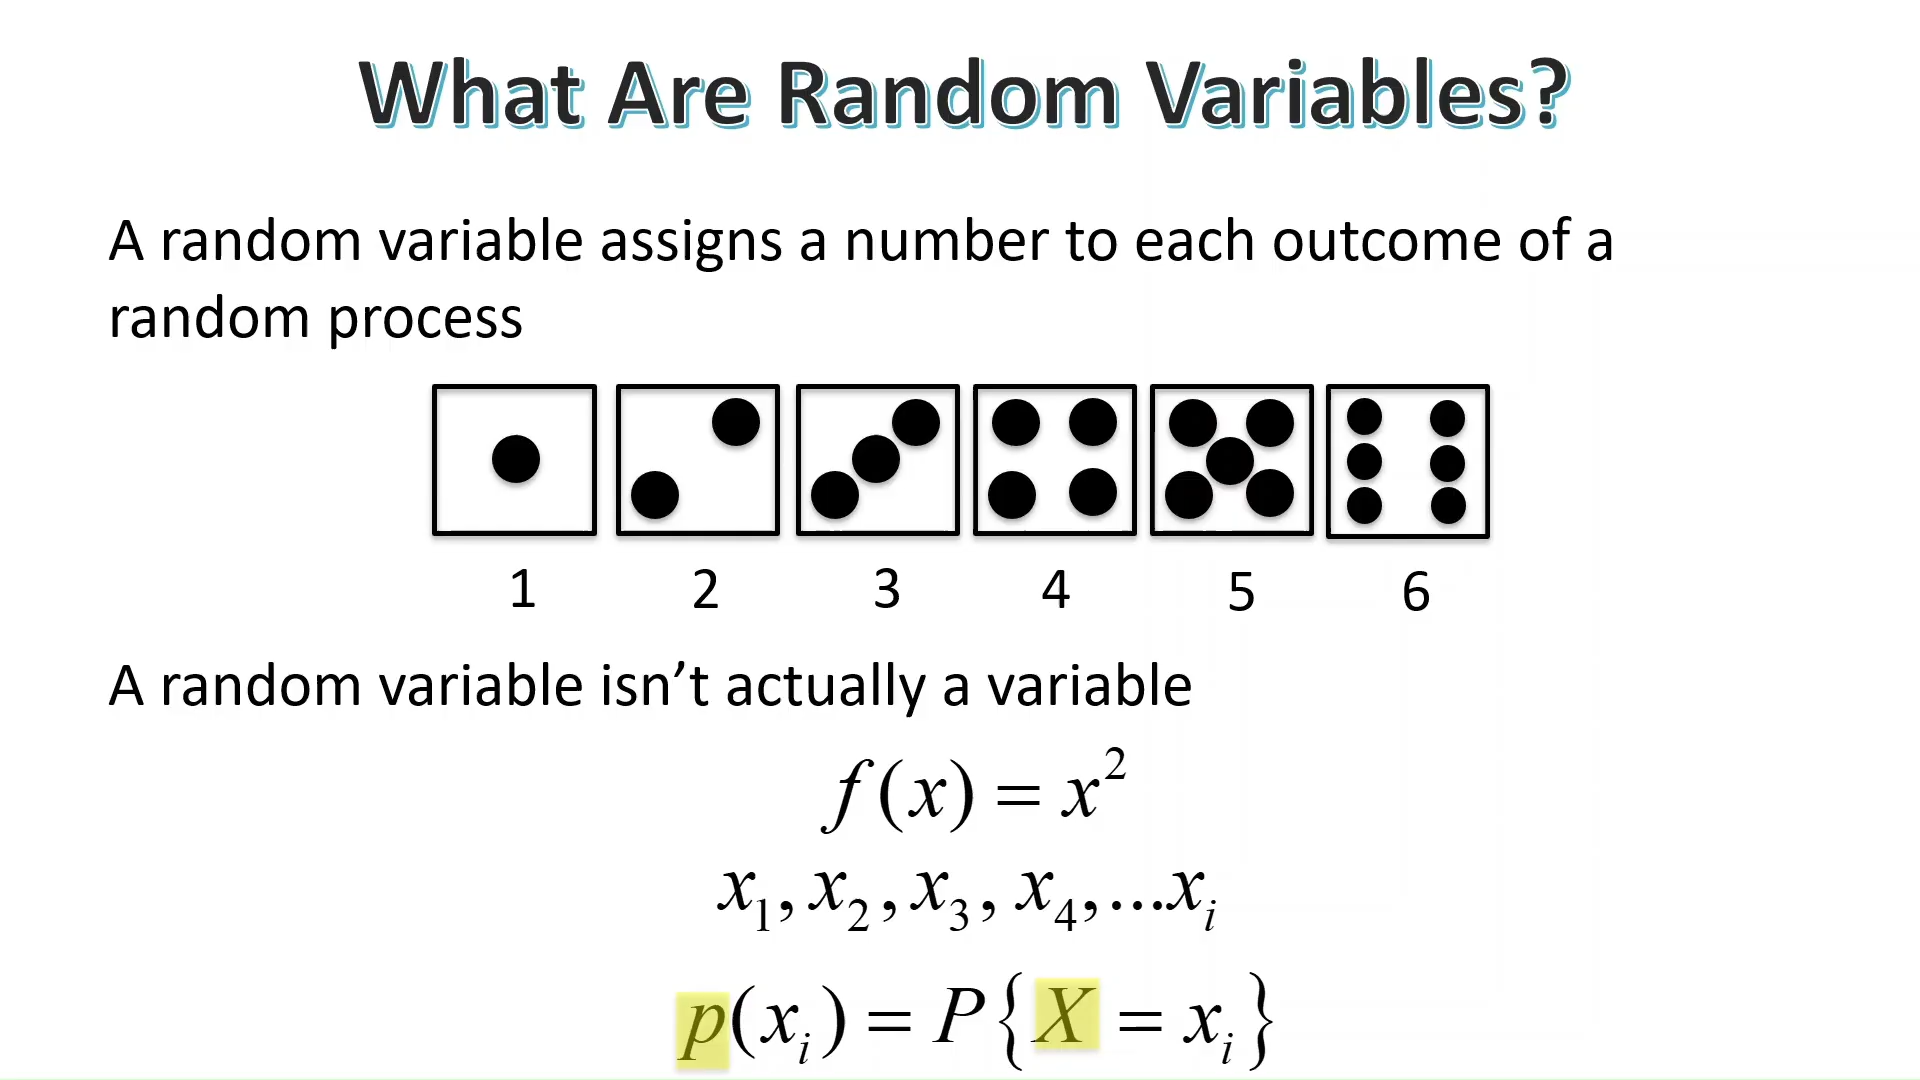 What Are Random Variables?
A random variable assigns a number to each outcome of a
random process
1 2 3 4 5 6
A random variable isn’t actually a variable
f(x) = x²
x₁, x₂, x₃, x₄,...xᵢ
p(xᵢ) = P{X = xᵢ}